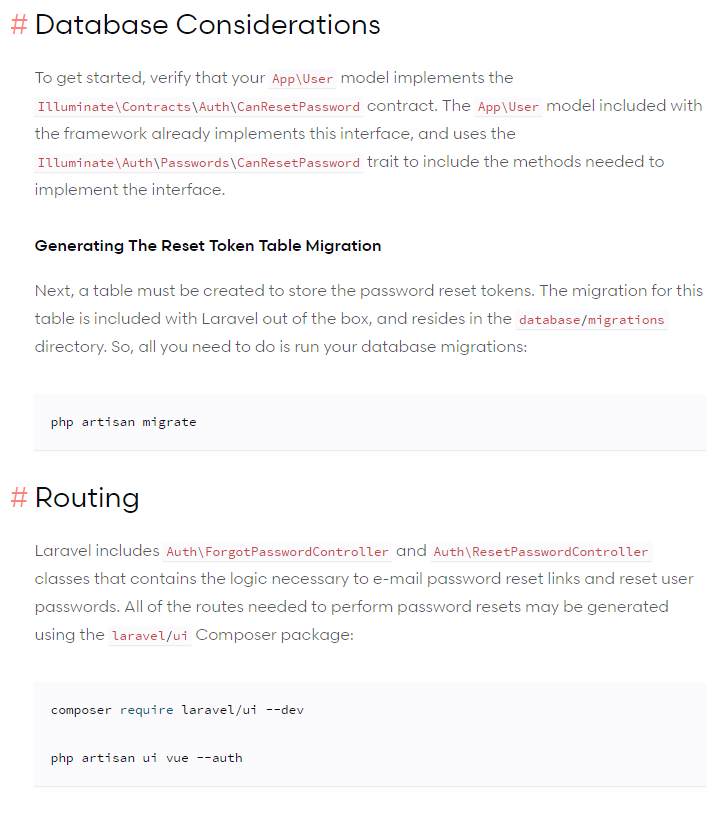 # Database Considerations
To get started, verify that your App\User model implements the
Illuminate\Contracts\Auth\CanResetPassword contract. The App\User model included with
the framework already implements this interface, and uses the
Illuminate\Auth\Passwords\CanResetPassword trait to include the methods needed to
implement the interface.
Generating The Reset Token Table Migration
Next, a table must be created to store the password reset tokens. The migration for this
table is included with Laravel out of the box, and resides in the database/migrations
directory. So, all you need to do is run your database migrations:
php artisan migrate
# Routing
Laravel includes Auth\ForgotPasswordController and Auth\ResetPasswordController
classes that contains the logic necessary to e-mail password reset links and reset user
passwords. All of the routes needed to perform password resets may be generated
using the laravel/ui Composer package:
composer require laravel/ui --dev
php artisan ui vue --auth